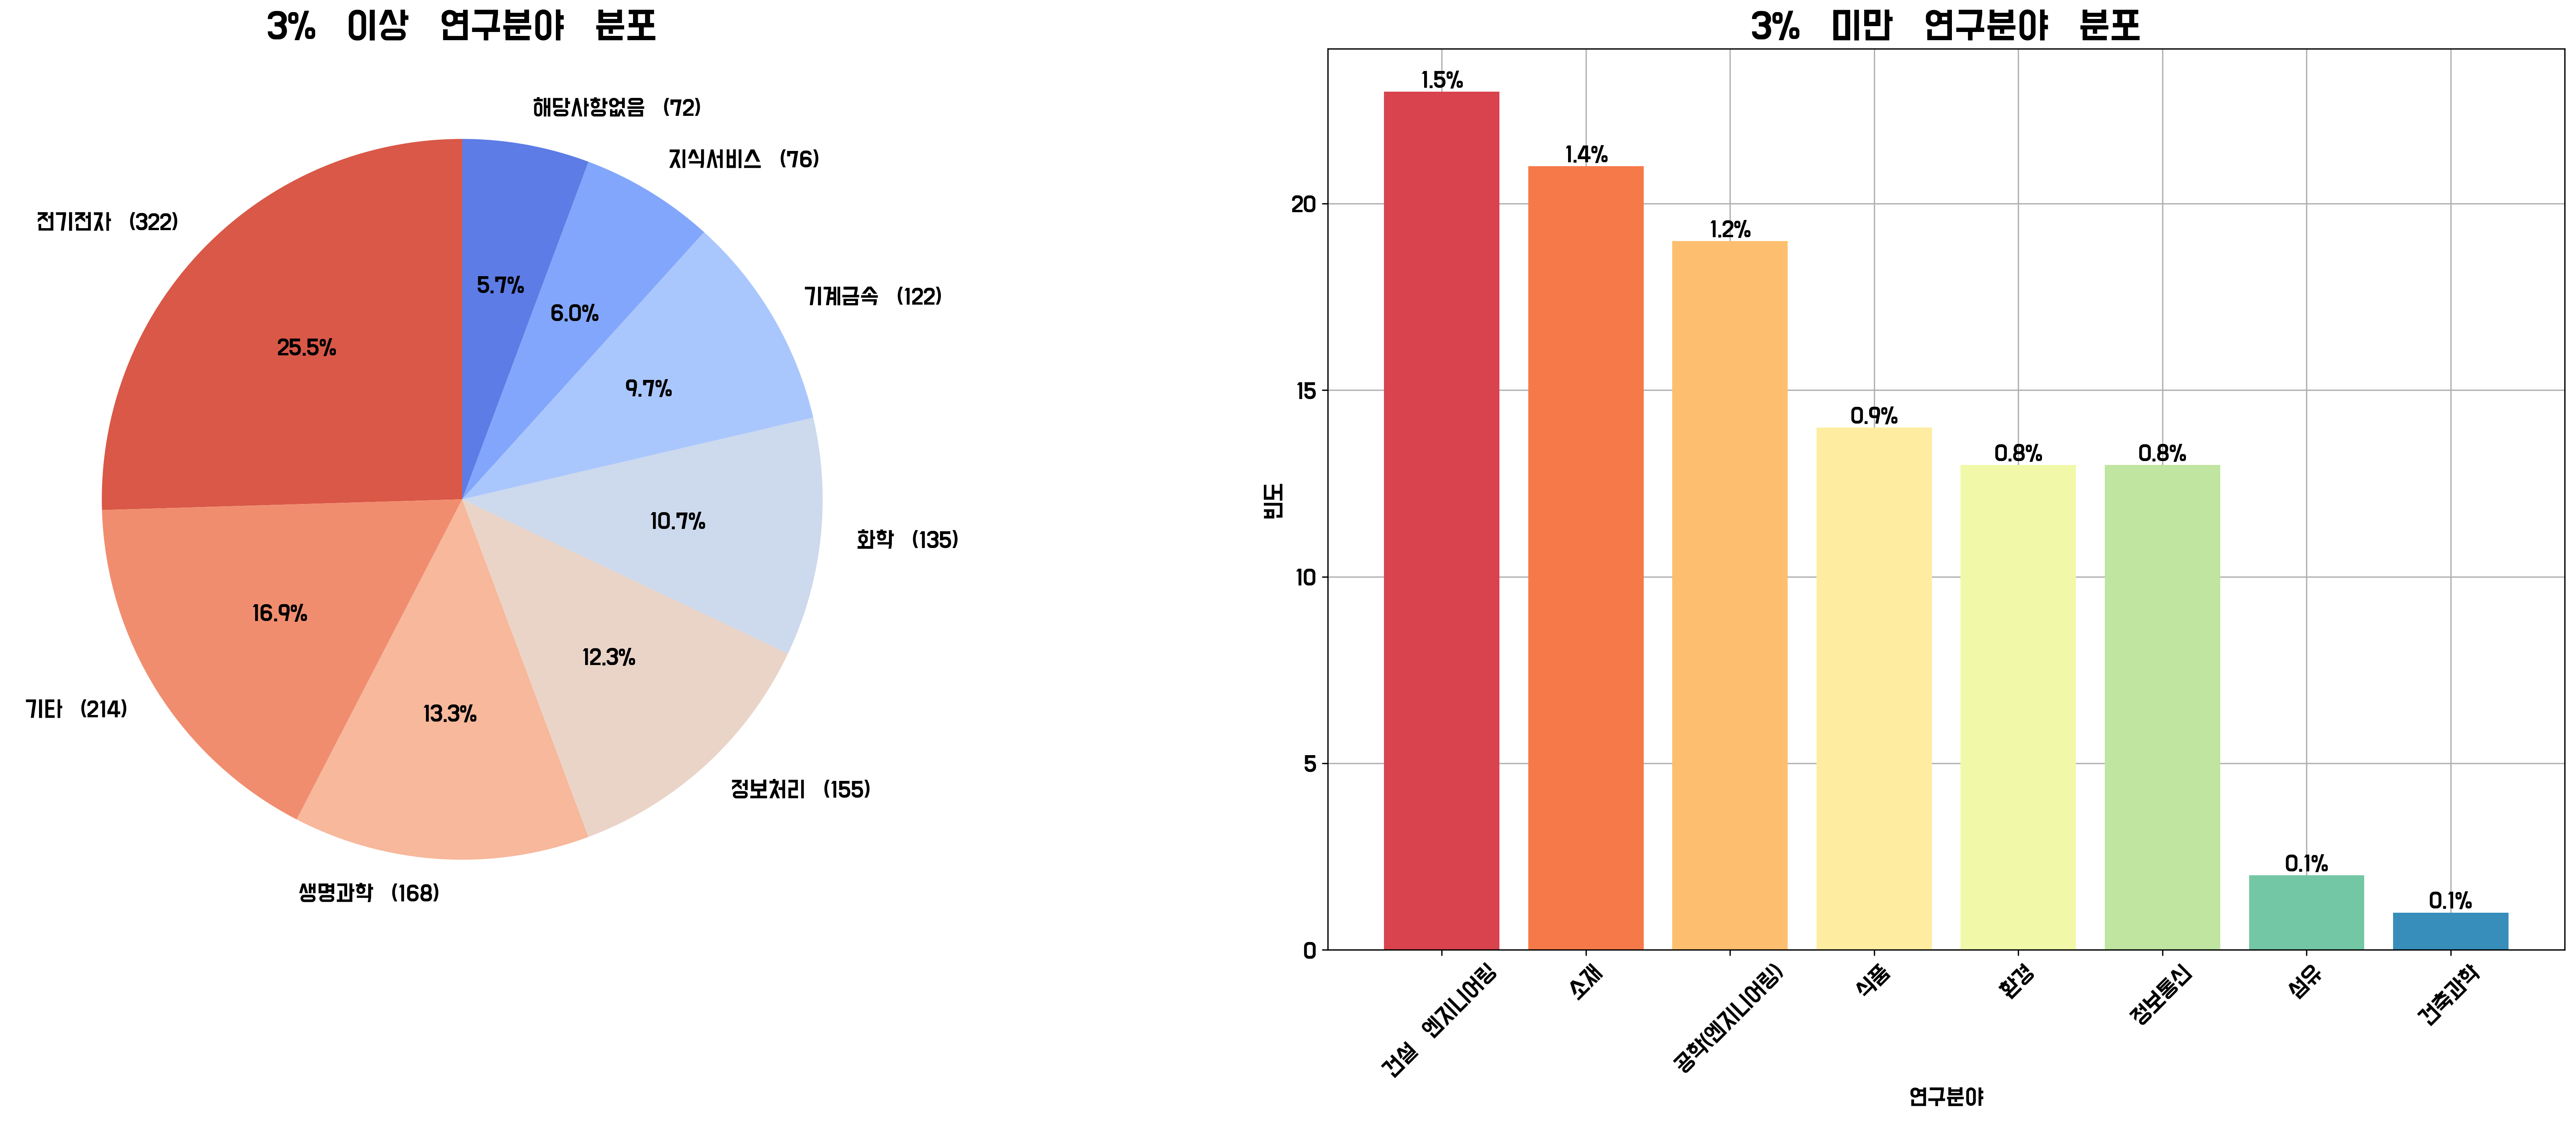 3% 이상 연구분야 분포
해당사항없음 (72)
지식서비스 (76)
전기전자 (322)
기계금속 (122)
화학 (135)
정보처리 (155)
생명과학 (168)
기타 (214)
5.7%
6.0%
9.7%
10.7%
12.3%
13.3%
16.9%
25.5%
3% 미만 연구분야 분포
1.5%
1.4%
1.2%
0.9%
0.8%
0.8%
0.1%
0.1%
20
15
10
5
0
빈도
건설 엔지니어링
소재
공학(엔지니어링)
식품
환경
정보통신
섬유
건축과학
연구분야